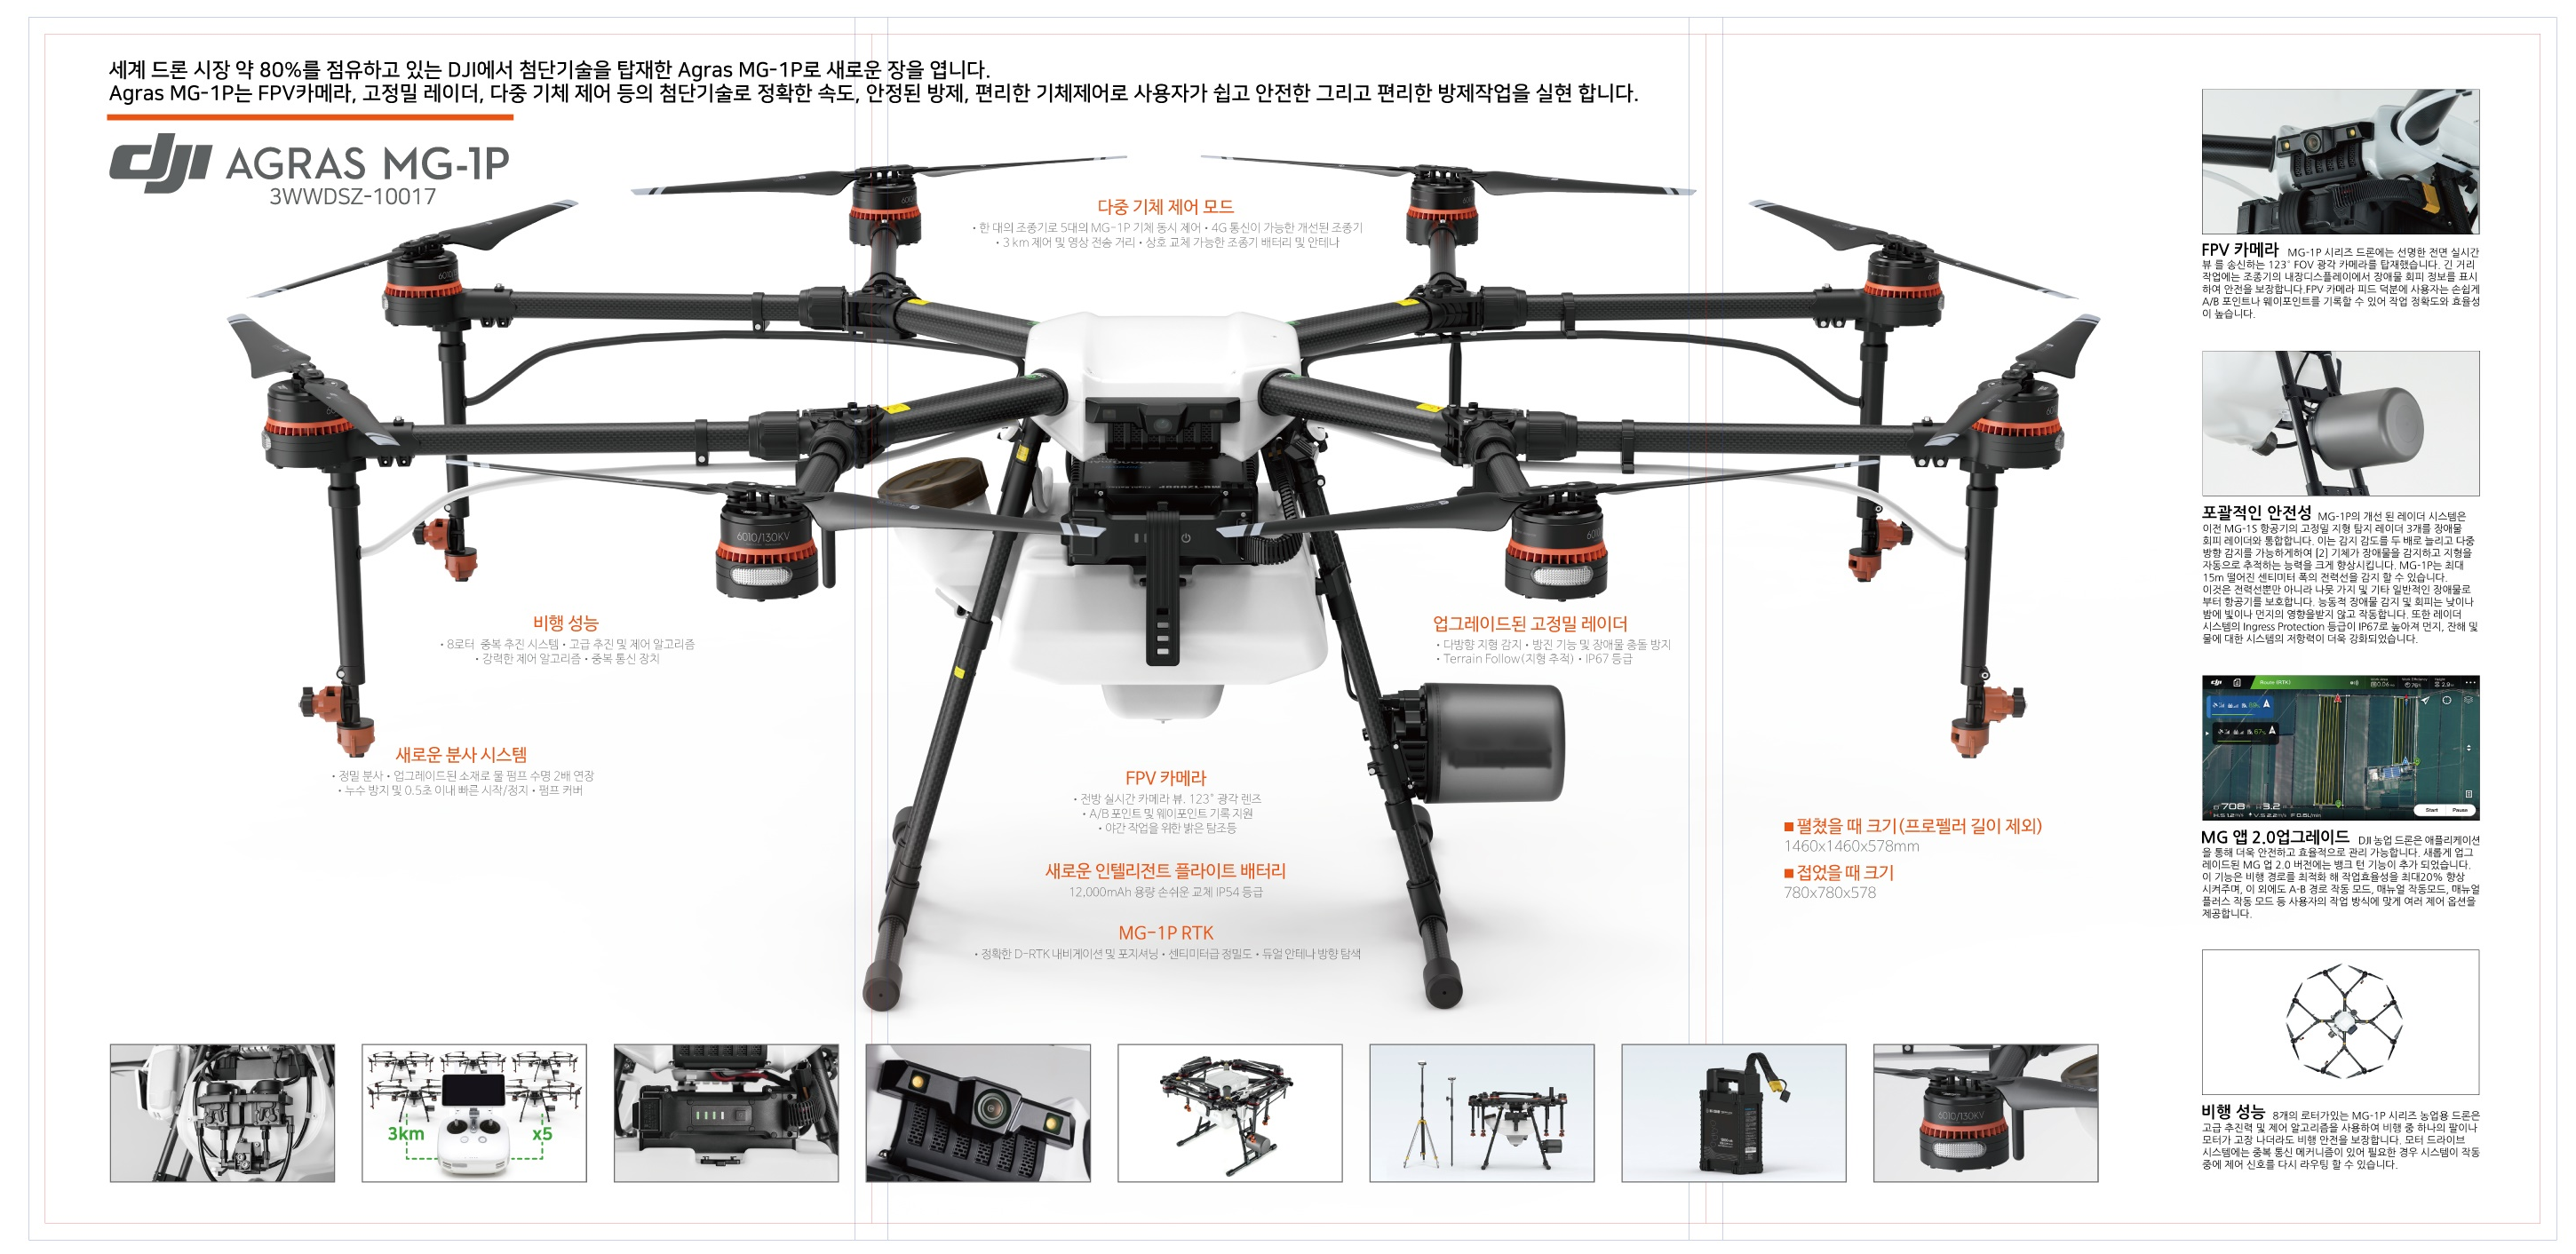 세계 드론 시장 약 80%를 점유하고 있는 DJI에서 첨단기술을 탑재한 Agras MG-1P로 새로운 장을 엽니다.
Agras MG-1P는 FPV카메라, 고정밀 레이더, 다중 기체 제어 등의 첨단기술로 정확한 속도, 안정된 방제, 편리한 기체제어로 사용자가 쉽고 안전한 그리고 편리한 방제작업을 실현 합니다.
dji AGRAS MG-1P
3WWDSZ-10017
다중 기체 제어 모드
• 한 대의 조종기로 5대의 MG-1P 기체 동시 제어 • 4G 통신이 가능한 개선된 조종기
• 3 km 제어 및 영상 전송 거리 • 상호 교체 가능한 조종기 배터리 및 안테나
6010/130KV
비행 성능
• 8로터 중복 추진 시스템 • 고급 추진 및 제어 알고리즘
• 강력한 제어 알고리즘 • 중복 통신 장치
업그레이드된 고정밀 레이더
• 다방향 지형 감지 • 방진 기능 및 장애물 충돌 방지
• Terrain Follow(지형 추적) • IP67 등급
새로운 분사 시스템
• 정밀 분사 • 업그레이드된 소재로 물 펌프 수명 2배 연장
• 누수 방지 및 0.5초 이내 빠른 시작/정지 • 펌프 커버
FPV 카메라
• 전방 실시간 카메라 뷰. 123° 광각 렌즈
• A/B 포인트 및 웨이포인트 기록 지원
• 야간 작업을 위한 밝은 탐조등
새로운 인텔리전트 플라이트 배터리
12,000mAh 용량 손쉬운 교체 IP54 등급
MG-1P RTK
• 정확한 D-RTK 내비게이션 및 포지셔닝 • 센티미터급 정밀도 • 듀얼 안테나 방향 탐색
■ 펼쳤을 때 크기(프로펠러 길이 제외)
1460x1460x578mm
■ 접었을 때 크기
780x780x578
3km x5
6010/130KV
FPV 카메라 MG-1P 시리즈 드론에는 선명한 전면 실시간
뷰 를 송신하는 123° FOV 광각 카메라를 탑재했습니다. 긴 거리
작업에는 조종기의 내장디스플레이에서 장애물 회피 정보를 표시
하여 안전을 보장합니다.FPV 카메라 피드 덕분에 사용자는 손쉽게
A/B 포인트나 웨이포인트를 기록할 수 있어 작업 정확도와 효율성
이 높습니다.
포괄적인 안전성 MG-1P의 개선 된 레이더 시스템은
이전 MG-1S 항공기의 고정밀 지형 탐지 레이더 3개를 장애물
회피 레이더와 통합합니다. 이는 감지 감도를 두 배로 늘리고 다중
방향 감지를 가능하게하여 [2] 기체가 장애물을 감지하고 지형을
자동으로 추적하는 능력을 크게 향상시킵니다. MG-1P는 최대
15m 떨어진 센티미터 폭의 전력선을 감지 할 수 있습니다.
이것은 전력선뿐만 아니라 나뭇 가지 및 기타 일반적인 장애물로
부터 항공기를 보호합니다. 능동적 장애물 감지 및 회피는 낮이나
밤에 빛이나 먼지의 영향을받지 않고 작동합니다. 또한 레이더
시스템의 Ingress Protection 등급이 IP67로 높아져 먼지, 잔해 및
물에 대한 시스템의 저항력이 더욱 강화되었습니다.
Route (RTK)
Start Pause
MG 앱 2.0업그레이드 DJI 농업 드론은 애플리케이션
을 통해 더욱 안전하고 효율적으로 관리 가능합니다. 새롭게 업그
레이드된 MG 앱 2.0 버전에는 뱅크 턴 기능이 추가 되었습니다.
이 기능은 비행 경로를 최적화 해 작업효율성을 최대20% 향상
시켜주며, 이 외에도 A-B 경로 작동 모드, 매뉴얼 작동모드, 매뉴얼
플러스 작동 모드 등 사용자의 작업 방식에 맞게 여러 제어 옵션을
제공합니다.
비행 성능 8개의 로터가있는 MG-1P 시리즈 농업용 드론은
고급 추진력 및 제어 알고리즘을 사용하여 비행 중 하나의 팔이나
모터가 고장 나더라도 비행 안전을 보장합니다. 모터 드라이브
시스템에는 중복 통신 메커니즘이 있어 필요한 경우 시스템이 작동
중에 제어 신호를 다시 라우팅 할 수 있습니다.